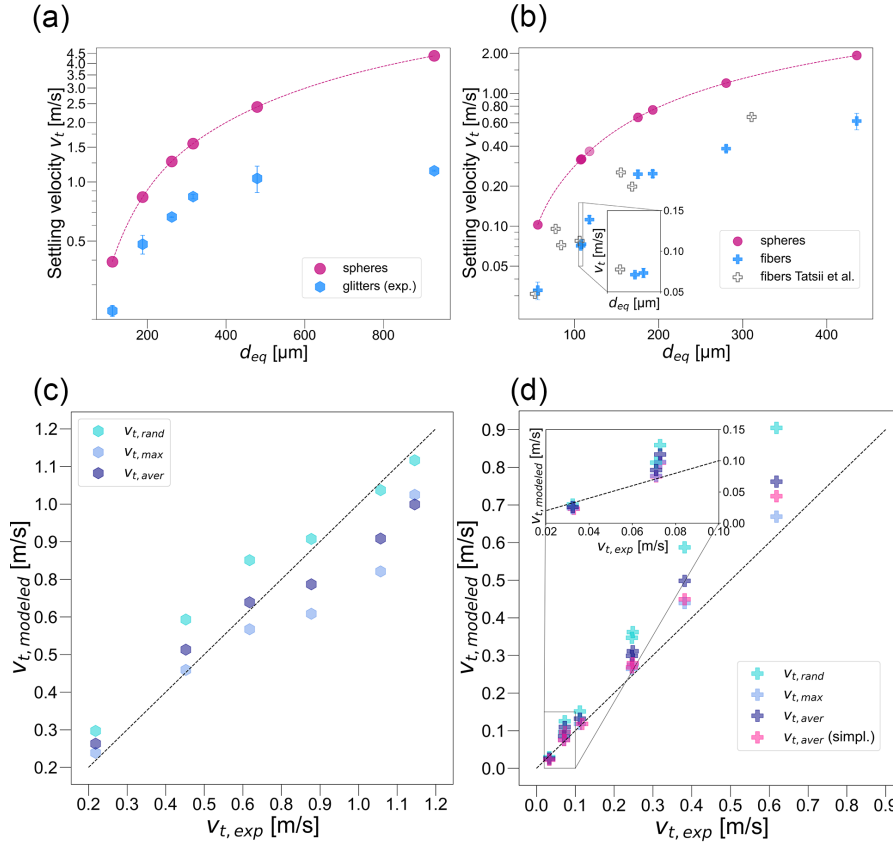 (a)
Settling velocity v_t [m/s]
4.5
3.5
3.0
2.5
2.0
1.5
1.0
0.5
200
400
600
800
d_eq [µm]
spheres
glitters (exp.)
(b)
Settling velocity v_t [m/s]
2.00
1.00
0.80
0.60
0.40
0.20
0.10
0.05
100
200
300
400
d_eq [µm]
v_t [m/s]
0.15
0.10
0.05
d_eq [µm]
spheres
fibers
fibers Tatsii et al.
(c)
v_t,modeled [m/s]
1.2
1.1
1.0
0.9
0.8
0.7
0.6
0.5
0.4
0.3
0.2
0.2
0.3
0.4
0.5
0.6
0.7
0.8
0.9
1.0
1.1
1.2
v_t,exp [m/s]
v_t,rand
v_t,max
v_t,aver
(d)
v_t,modeled [m/s]
0.9
0.8
0.7
0.6
0.5
0.4
0.3
0.2
0.1
0.0
0.0
0.1
0.2
0.3
0.4
0.5
0.6
0.7
0.8
0.9
v_t,exp [m/s]
v_t,modeled [m/s]
0.15
0.10
0.05
0.00
0.02
0.04
0.06
0.08
0.10
v_t,exp [m/s]
v_t,rand
v_t,max
v_t,aver
v_t,aver (simpl.)